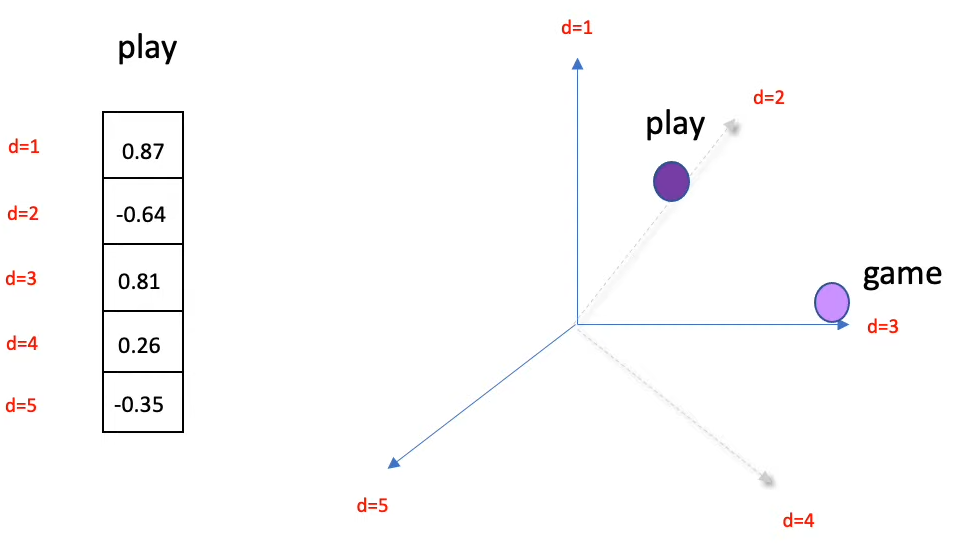 play
d=1
0.87
d=2
-0.64
d=3
0.81
d=4
0.26
d=5
-0.35
d=1
d=2
play
game
d=3
d=5
d=4